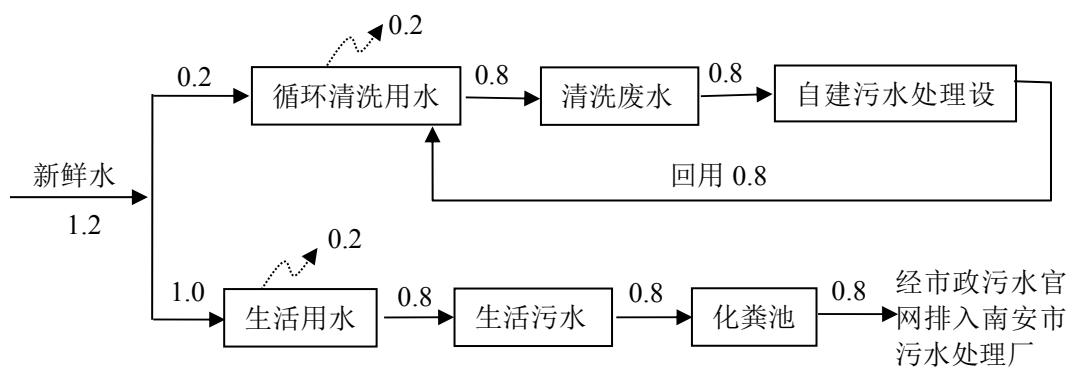 0.2
0.2
循环清洗用水
0.8
清洗废水
0.8
自建污水处理设
新鲜水
1.2
回用 0.8
0.2
1.0
生活用水
0.8
生活污水
0.8
化粪池
0.8
经市政污水官
网排入南安市
污水处理厂